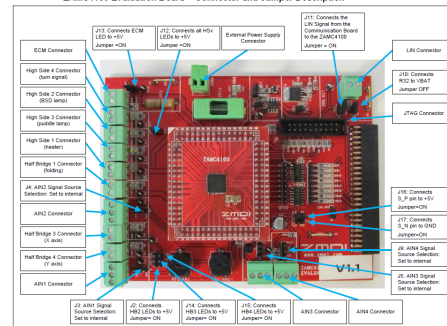 ZAMC4100 Evaluation Board – Connector and Jumper Description
J13: Connects ECM
LEDs to +5V
Jumper =ON
J12: Connects all HSx
LEDs to +5V
Jumper= ON
External Power Supply
Connector
J11: Connects the
LIN Signal from the
Communication Board
to the ZAMC4100
Jumper = ON
ECM Connector
High Side 4 Connector
(turn signal)
High Side 2 Connector
(BSD lamp)
High Side 3 Connector
(puddle lamp)
High Side 1 Connector
(heater)
Half Bridge 1 Connector
(folding)
J4: AIN2 Signal Source
Selection: Set to internal
AIN2 Connector
Half Bridge 3 Connector
(X axis)
Half Bridge 4 Connector
(Y axis)
AIN1 Connector
LIN Connector
J10: Connects
R32 to VBAT
Jumper OFF
JTAG Connector
J16: Connects
S_P pin to +5V
Jumper=ON
J17: Connects
S_N pin to GND
Jumper=ON
J9: AIN4 Signal
Source Selection:
Set to internal
J5: AIN3 Signal
Source Selection:
Set to internal
ZAMC4100
ZMDI
V1.1
J3: AIN1 Signal
Source Selection:
Set to internal
J2: Connects
HB2 LEDs to +5V
Jumper= ON
J14: Connects
HB3 LEDs to +5V
Jumper= ON
J15: Connects
HB4 LEDs to +5V
Jumper= ON
AIN3 Connector
AIN4 Connector